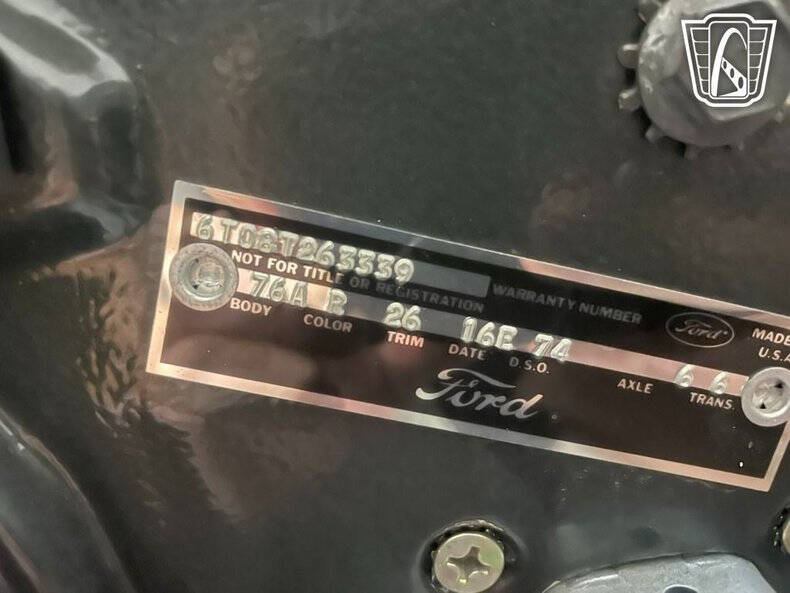 6T08T263339
NOT FOR TITLE OR REGISTRATION WARRANTY NUMBER
76A R 26 16E 74 6 6
BODY COLOR TRIM DATE D.S.O. AXLE TRANS.
Ford
MADE
U.S.A
Ford